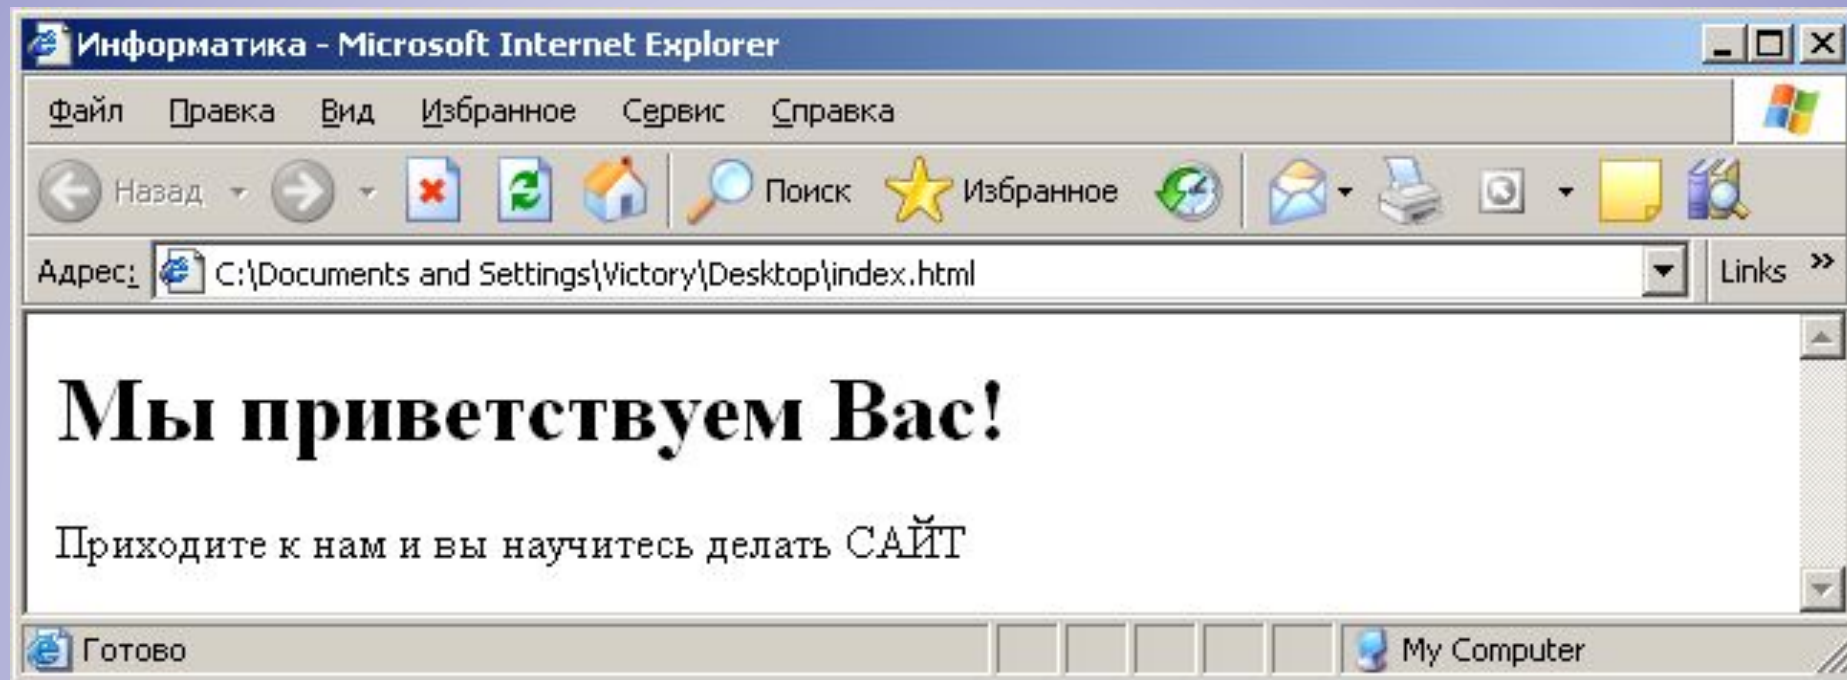 Информатика - Microsoft Internet Explorer
Файл Правка Вид Избранное Сервис Справка
Назад Поиск Избранное
Адрес: C:\Documents and Settings\Victory\Desktop\index.html Links »
Мы приветствуем Вас!
Приходите к нам и вы научитесь делать САЙТ
Готово My Computer